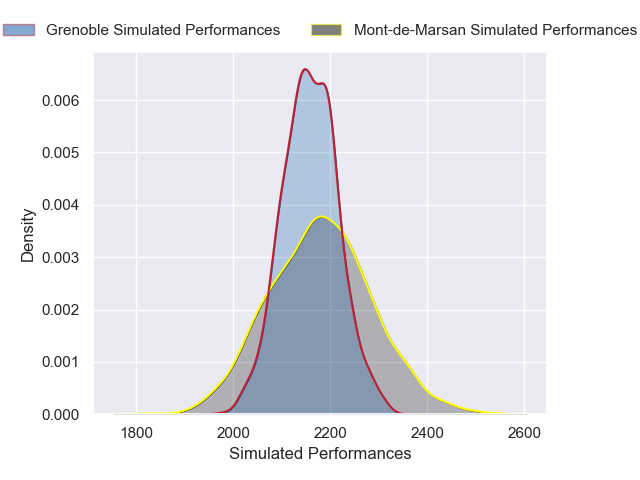 Grenoble Simulated Performances Mont-de-Marsan Simulated Performances
0.006
0.005
0.004
0.003
0.002
0.001
0.000
Density
1800 2000 2200 2400 2600
Simulated Performances